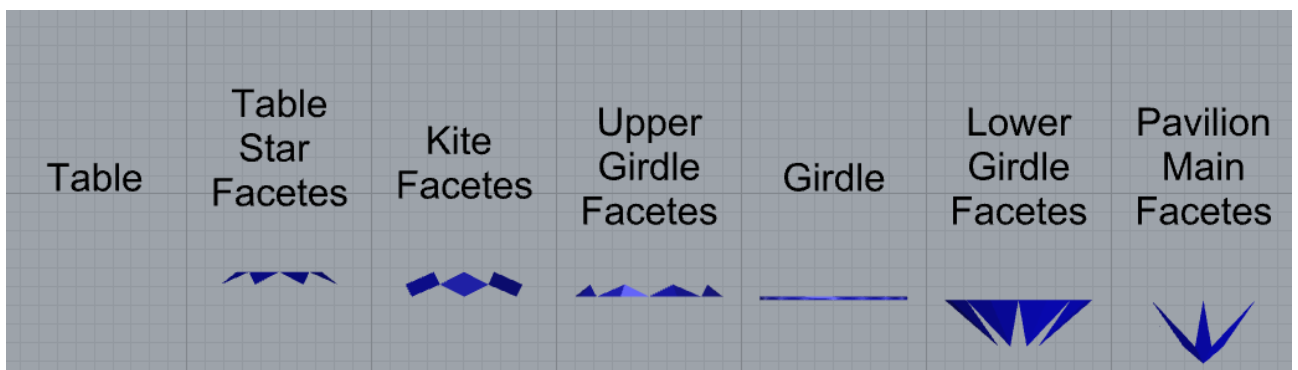 Table
Table
Star
Facetes
Kite
Facetes
Upper
Girdle
Facetes
Girdle
Lower
Girdle
Facetes
Pavilion
Main
Facetes